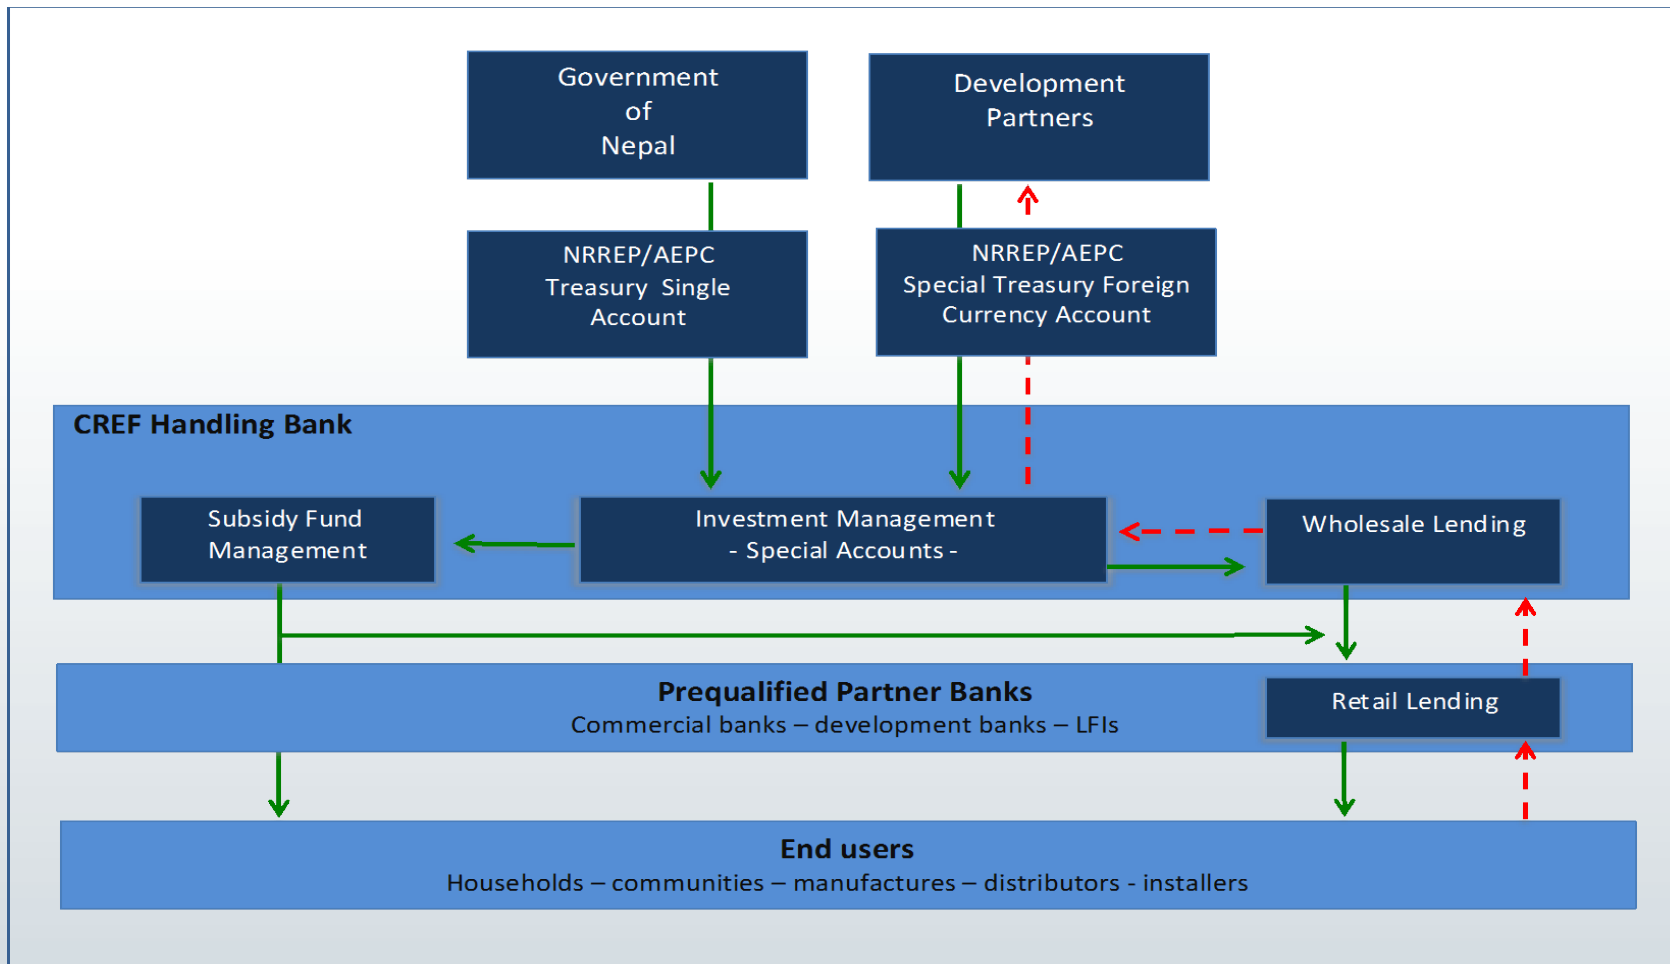 Government
of
Nepal
Development
Partners
NRREP/AEPC
Treasury Single
Account
NRREP/AEPC
Special Treasury Foreign
Currency Account
CREF Handling Bank
Subsidy Fund
Management
Investment Management
- Special Accounts -
Wholesale Lending
Prequalified Partner Banks
Commercial banks – development banks – LFIs
Retail Lending
End users
Households – communities – manufactures – distributors - installers